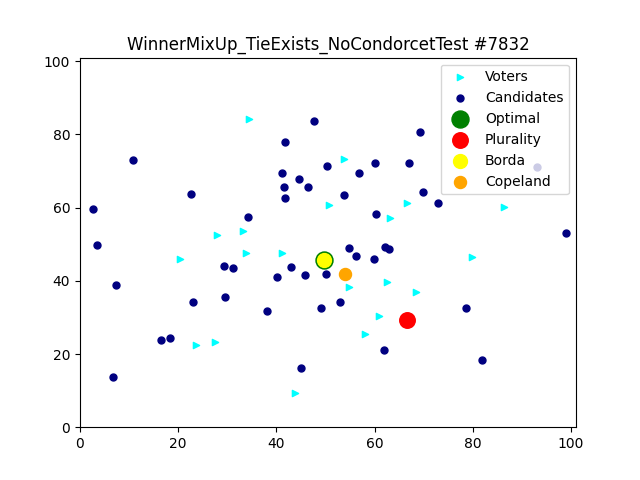 WinnerMixUp_TieExists_NoCondorcetTest #7832
100
80
60
40
20
0
0 20 40 60 80 100
Voters
Candidates
Optimal
Plurality
Borda
Copeland